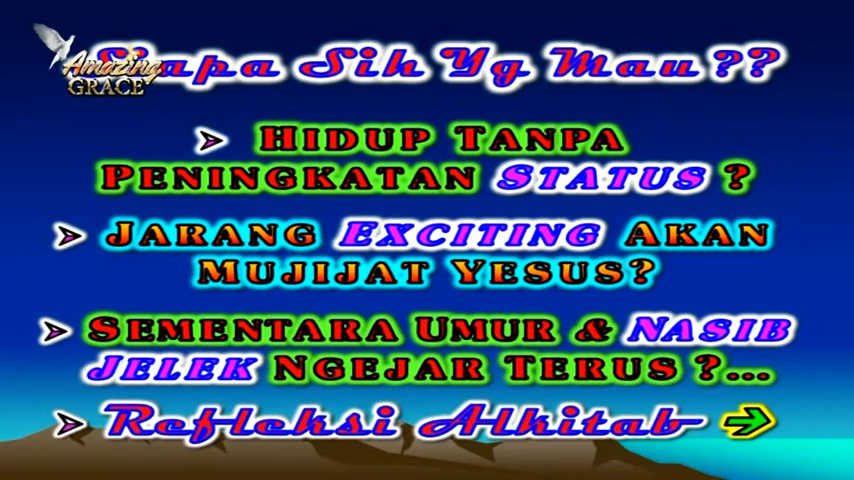 Siapa Sih Yg Mau ??
Amazing
GRACE
➢ HIDUP TANPA
PENINGKATAN STATUS ?
➢ JARANG EXCITING AKAN
MUJIJAT YESUS?
➢ SEMENTARA UMUR & NASIB
JELEK NGEJAR TERUS ?...
➢ Refleksi Alkitab ➔